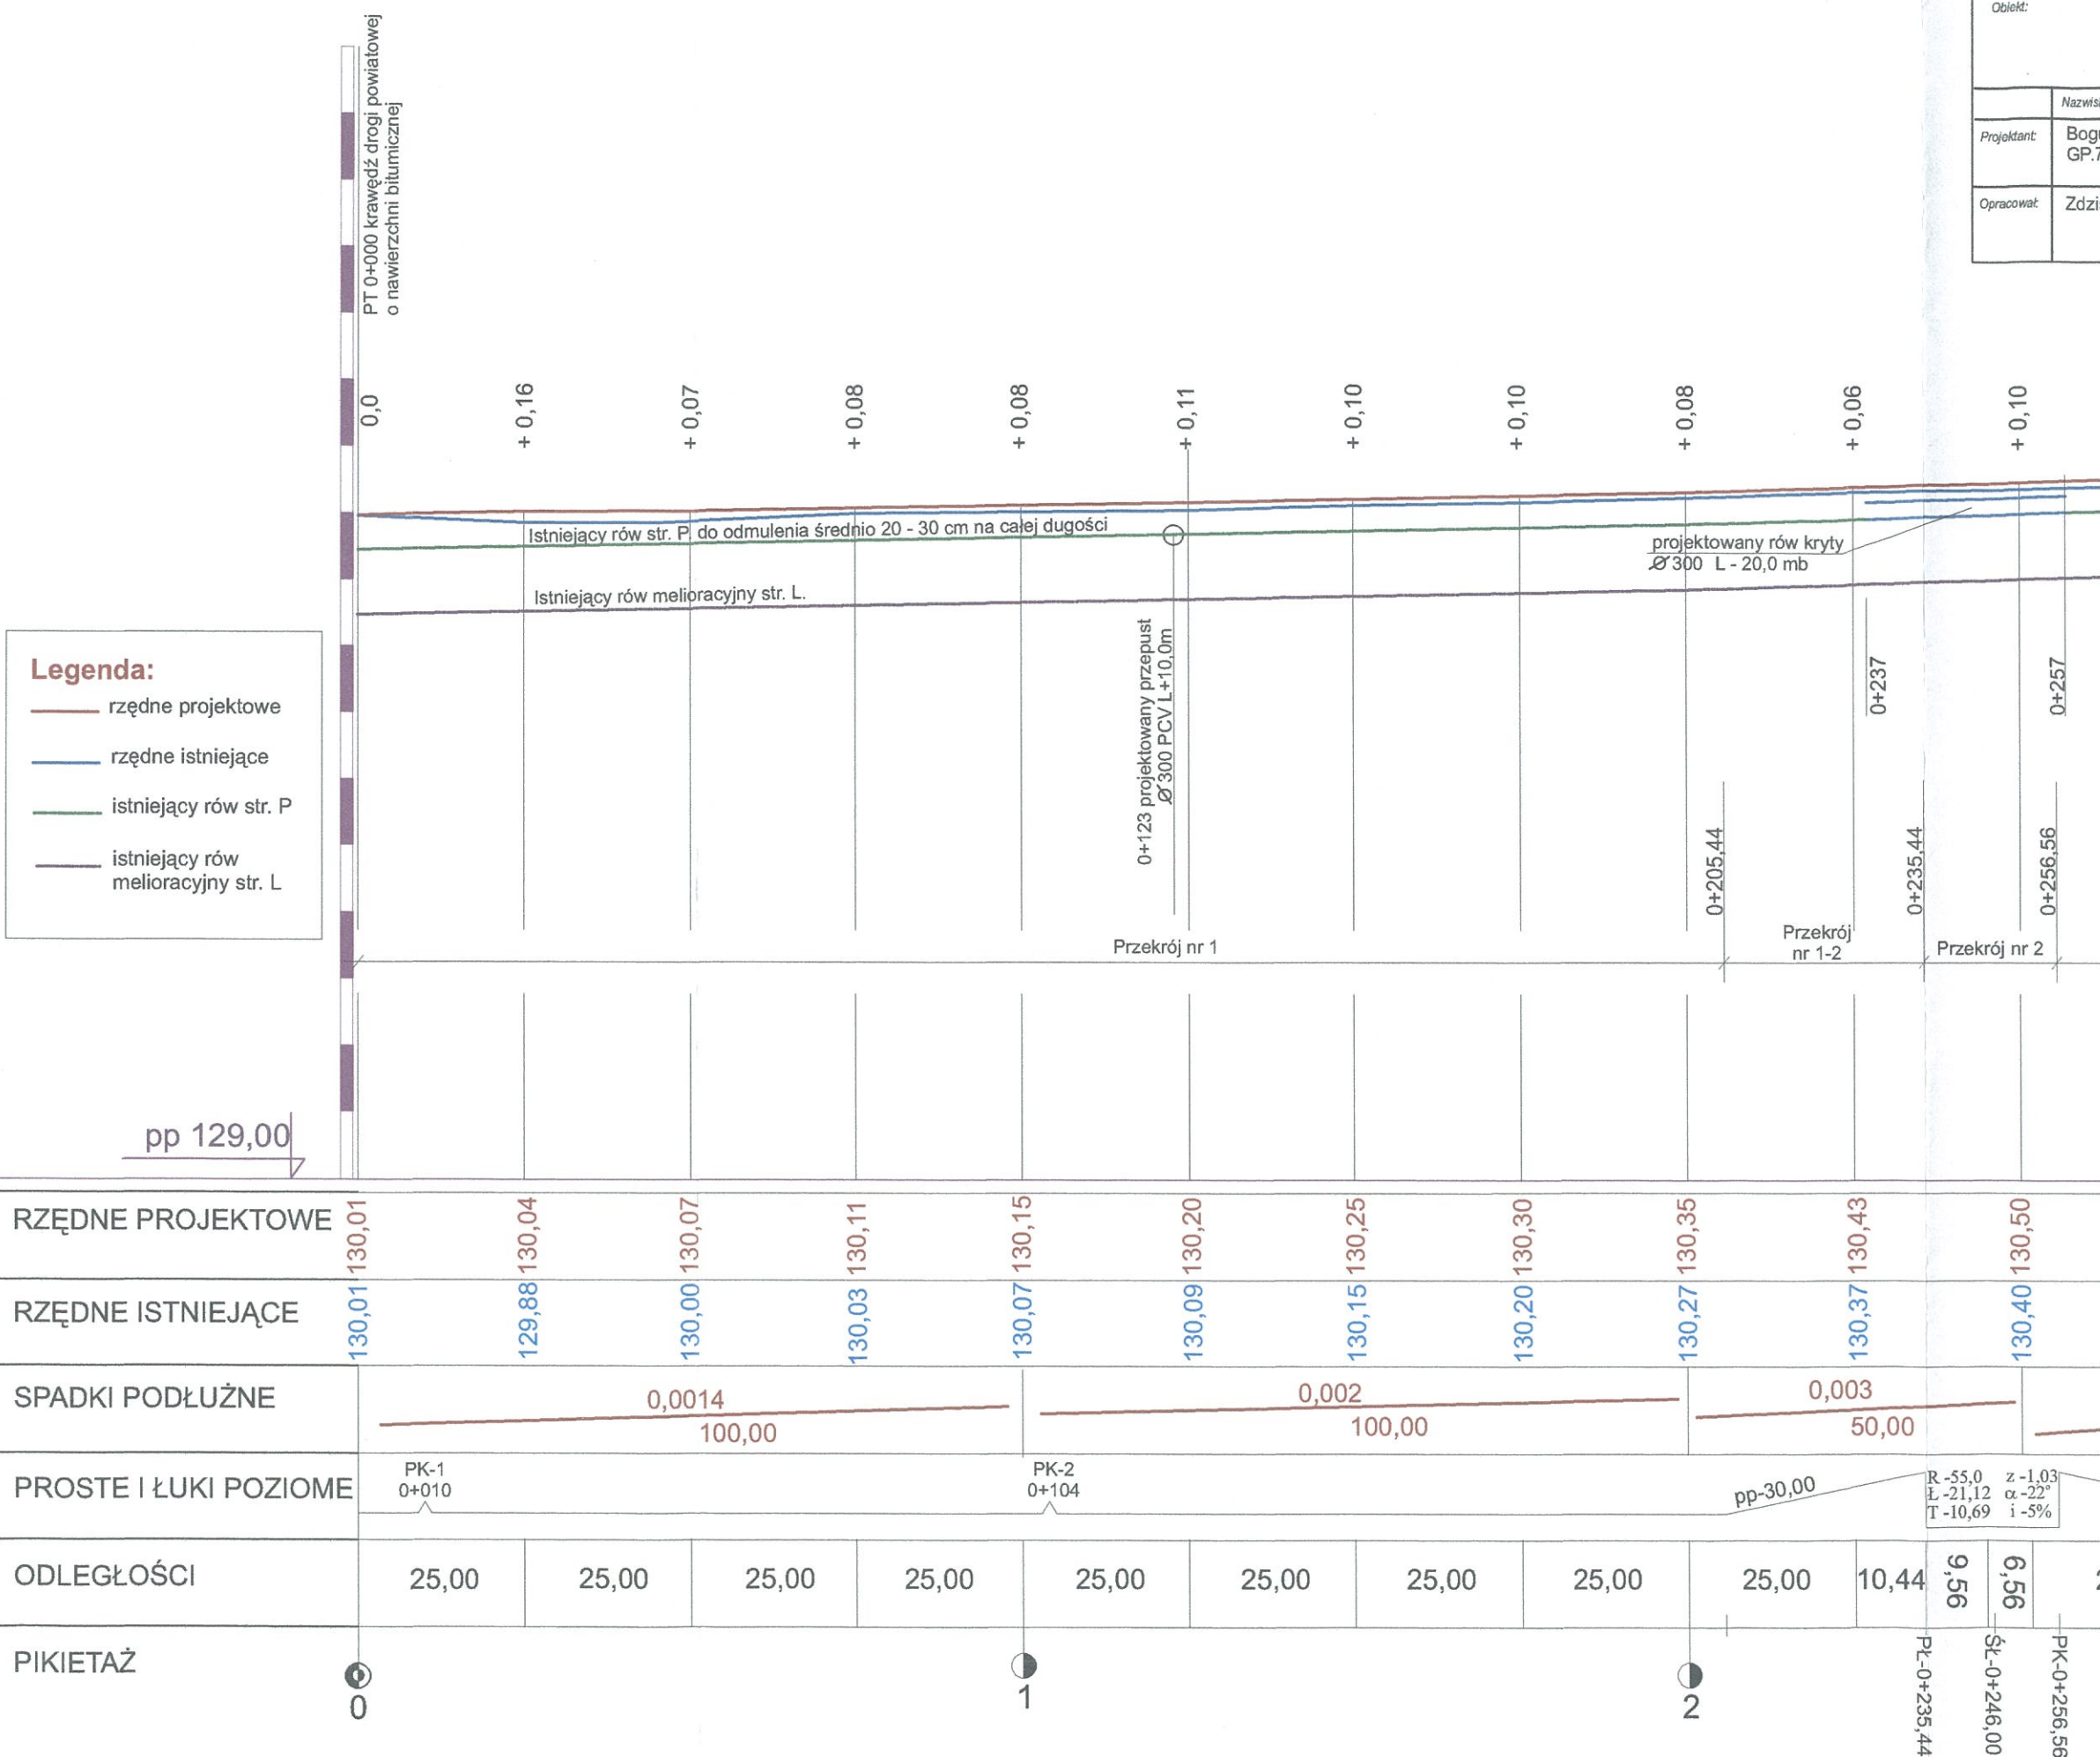 Obiekt:
Projektant:
Opracował:
PT 0+000 krawędź drogi powiatowej
o nawierzchni bitumicznej
0,0
+ 0,16
+ 0,07
+ 0,08
+ 0,08
+ 0,11
+ 0,10
+ 0,10
+ 0,08
+ 0,06
+ 0,10
Istniejący rów str. P. do odmulenia średnio 20 - 30 cm na całej dugości
projektowany rów kryty
Ø 300 L - 20,0 mb
Istniejący rów melioracyjny str. L.
0+123 projektowany przepust
Ø 300 PCV L+10,0m
0+237
0+257
0+205,44
0+235,44
0+256,56
Legenda:
rzędne projektowe
rzędne istniejące
istniejący rów str. P
istniejący rów
melioracyjny str. L
Przekrój nr 1
Przekrój
nr 1-2
Przekrój nr 2
pp 129,00
RZĘDNE PROJEKTOWE 130,01 130,04 130,07 130,11 130,15 130,20 130,25 130,30 130,35 130,43 130,50
RZĘDNE ISTNIEJĄCE 130,01 129,88 130,00 130,03 130,07 130,09 130,15 130,20 130,27 130,37 130,40
SPADKI PODŁUŻNE
0,0014
100,00
0,002
100,00
0,003
50,00
PROSTE I ŁUKI POZIOME
PK-1
0+010
PK-2
0+104
pp-30,00
R -55,0 z -1,03
Ł -21,12 α -22°
T -10,69 i -5%
ODLEGŁOŚCI 25,00 25,00 25,00 25,00 25,00 25,00 25,00 25,00 25,00 10,44 9,56 6,56
PIKIETAŻ
0
1
2
PŁ-0+235,44
ŚŁ-0+246,00
PK-0+256,56